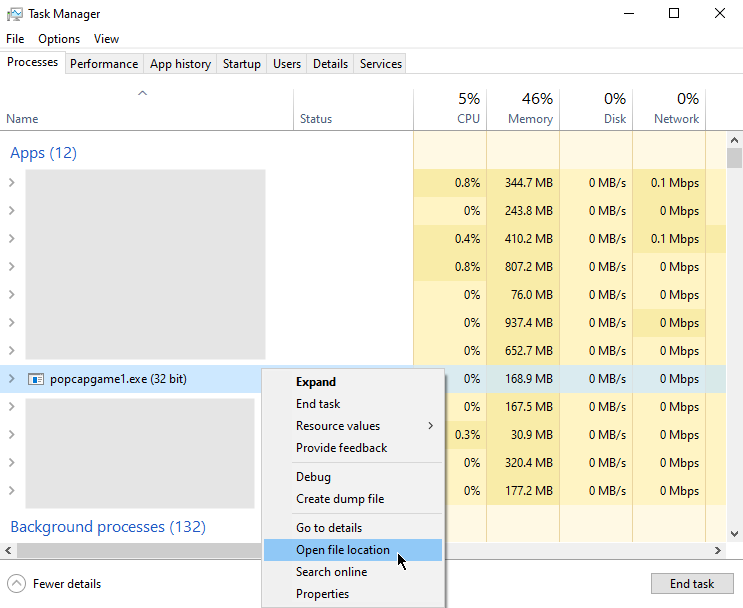 Task Manager
File Options View
Processes Performance App history Startup Users Details Services
5% 46% 0% 0%
Name Status CPU Memory Disk Network
Apps (12)
0.8% 344.7 MB 0 MB/s 0.1 Mbps
0% 243.8 MB 0 MB/s 0 Mbps
0.4% 410.2 MB 0 MB/s 0.1 Mbps
0.8% 807.2 MB 0 MB/s 0 Mbps
0% 76.0 MB 0 MB/s 0 Mbps
0% 937.4 MB 0 MB/s 0 Mbps
0% 652.7 MB 0 MB/s 0 Mbps
popcapgame1.exe (32 bit) 0% 168.9 MB 0 MB/s 0 Mbps
Expand
End task 0% 167.5 MB 0 MB/s 0 Mbps
Resource values 0.3% 30.9 MB 0 MB/s 0 Mbps
Provide feedback
0% 320.4 MB 0 MB/s 0 Mbps
Debug
0% 177.2 MB 0 MB/s 0 Mbps
Create dump file
Background processes (132) Go to details
Open file location
Search online
Fewer details End task
Properties